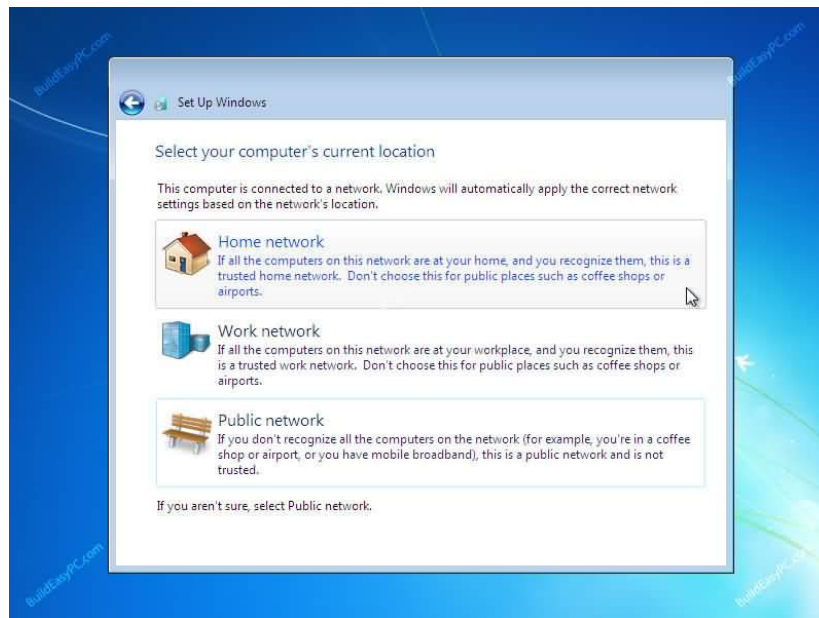 BuildEasyPC.com
BuildEasyPC.com
Set Up Windows
Select your computer's current location
This computer is connected to a network. Windows will automatically apply the correct network
settings based on the network's location.
Home network
If all the computers on this network are at your home, and you recognize them, this is a
trusted home network. Don't choose this for public places such as coffee shops or
airports.
Work network
If all the computers on this network are at your workplace, and you recognize them, this
is a trusted work network. Don't choose this for public places such as coffee shops or
airports.
Public network
If you don't recognize all the computers on the network (for example, you're in a coffee
shop or airport, or you have mobile broadband), this is a public network and is not
trusted.
If you aren't sure, select Public network.
BuildEasyPC.com
BuildEasyPC.com